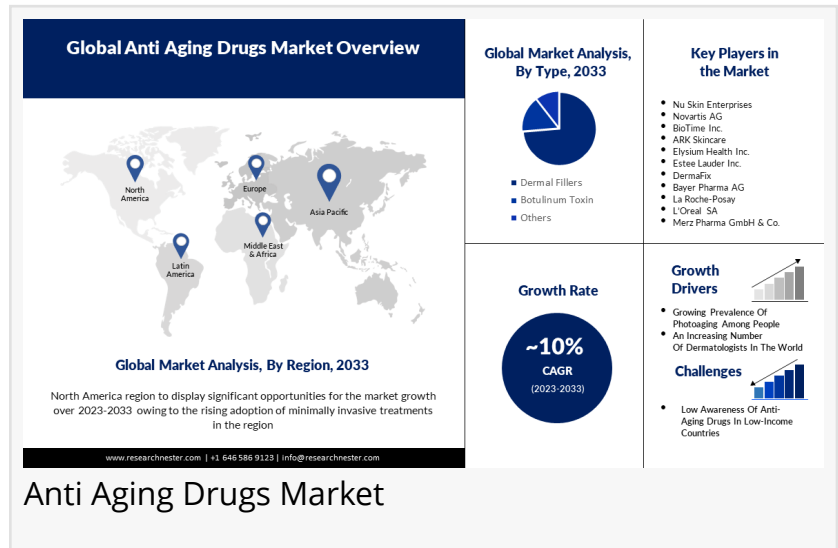 Global Anti Aging Drugs Market Overview
North
America
Europe
Asia Pacific
Middle East
& Africa
Latin
America
Global Market Analysis, By Region, 2033
North America region to display significant opportunities for the market growth
over 2023-2033 owing to the rising adoption of minimally invasive treatments
in the region
www.researchnester.com | +1 646 586 9123 | info@researchnester.com
Global Market Analysis,
By Type, 2033
Dermal Fillers
Botulinum Toxin
Others
Key Players in
the Market
Nu Skin Enterprises
Novartis AG
BioTime Inc.
ARK Skincare
Elysium Health Inc.
Estee Lauder Inc.
DermaFix
Bayer Pharma AG
La Roche-Posay
L'Oreal SA
Merz Pharma GmbH & Co.
Growth Rate
~10%
CAGR
(2023-2033)
Growth
Drivers
Growing Prevalence Of
Photoaging Among People
An Increasing Number
Of Dermatologists In The World
Challenges
Low Awareness Of Anti-
Aging Drugs In Low-Income
Countries
Anti Aging Drugs Market